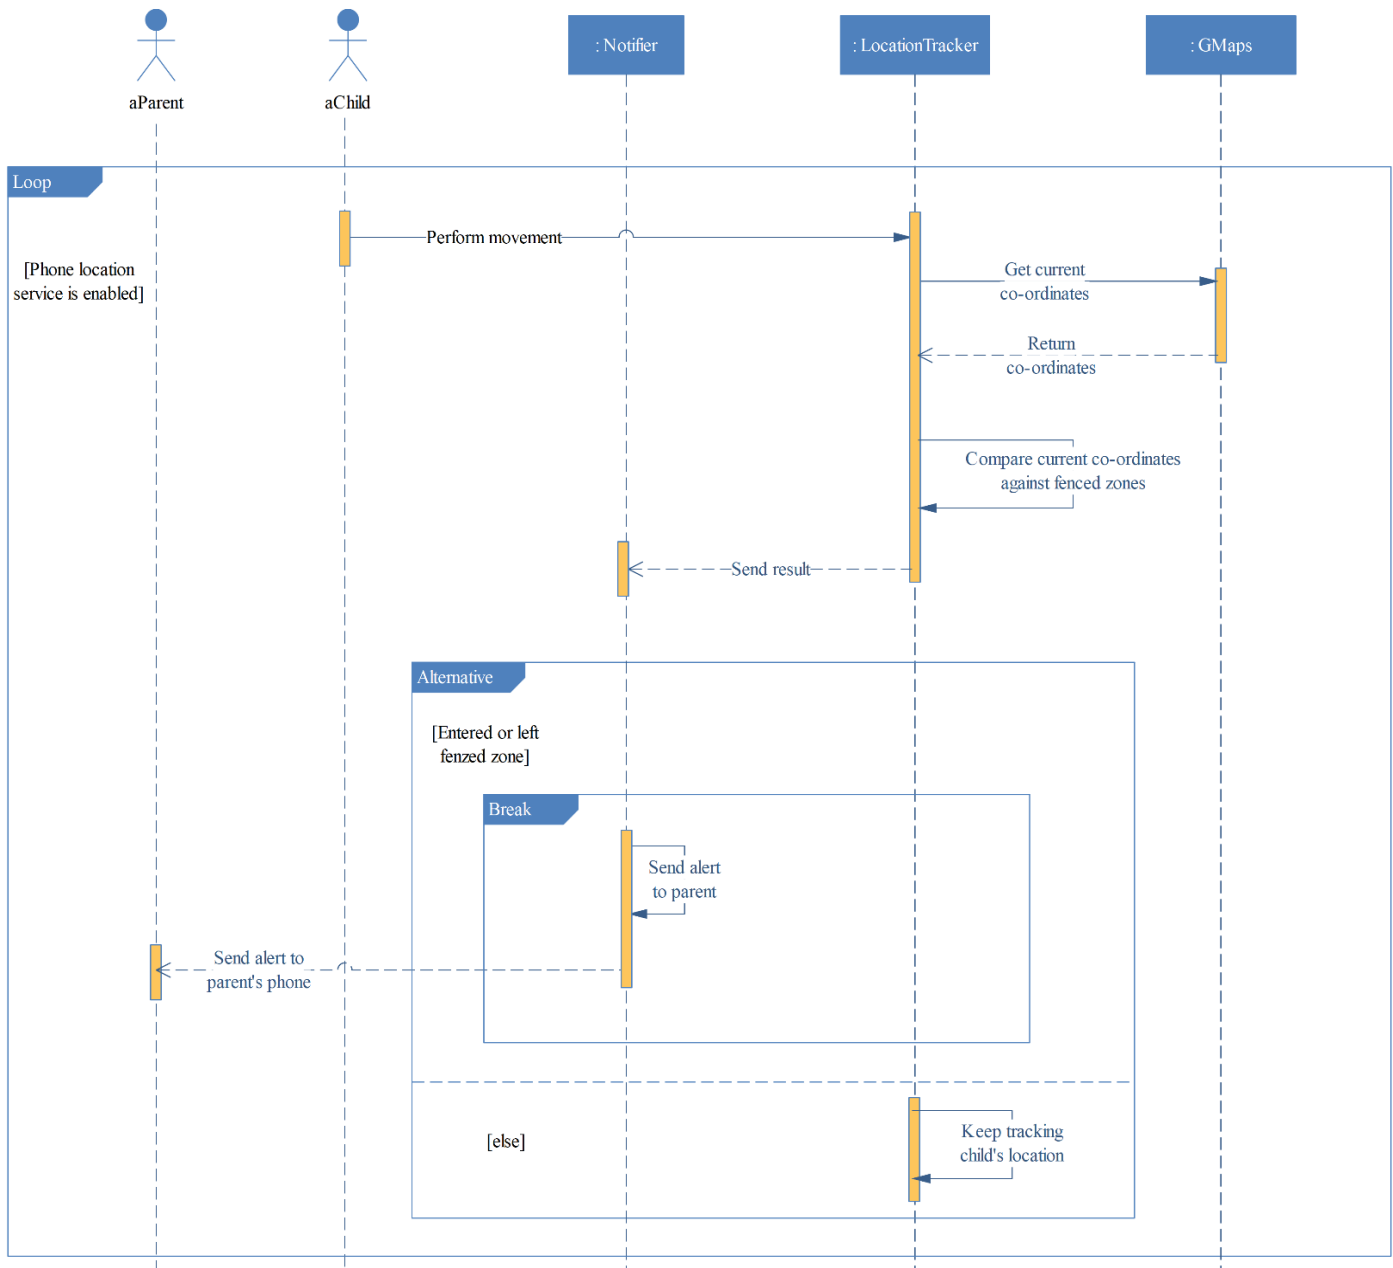 : Notifier
: LocationTracker
: GMaps
aParent
aChild
Loop
Perform movement
[Phone location
service is enabled]
Get current
co-ordinates
Return
co-ordinates
Compare current co-ordinates
against fenced zones
Send result
Alternative
[Entered or left
fenzed zone]
Break
Send alert
to parent
Send alert to
parent's phone
[else]
Keep tracking
child's location